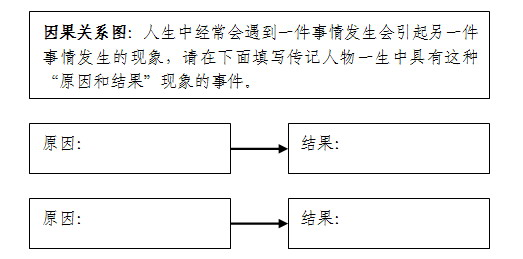 因果关系图：人生中经常会遇到一件事情发生会引起另一件
事情发生的现象，请在下面填写传记人物一生中具有这种
“原因和结果”现象的事件。
原因：
结果：
原因：
结果：